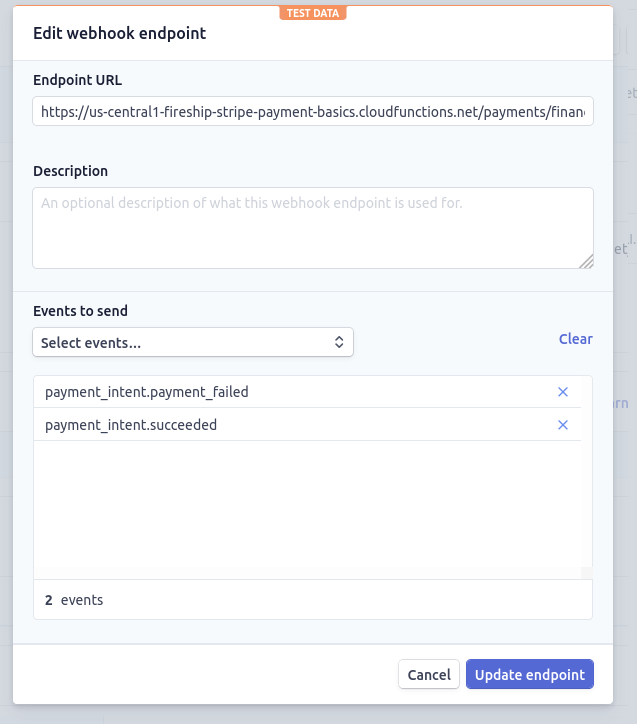 TEST DATA
Edit webhook endpoint
Endpoint URL
https://us-central1-fireship-stripe-payment-basics.cloudfunctions.net/payments/finan
Description
An optional description of what this webhook endpoint is used for.
Events to send
Select events...
Clear
payment_intent.payment_failed
payment_intent.succeeded
2 events
Cancel
Update endpoint